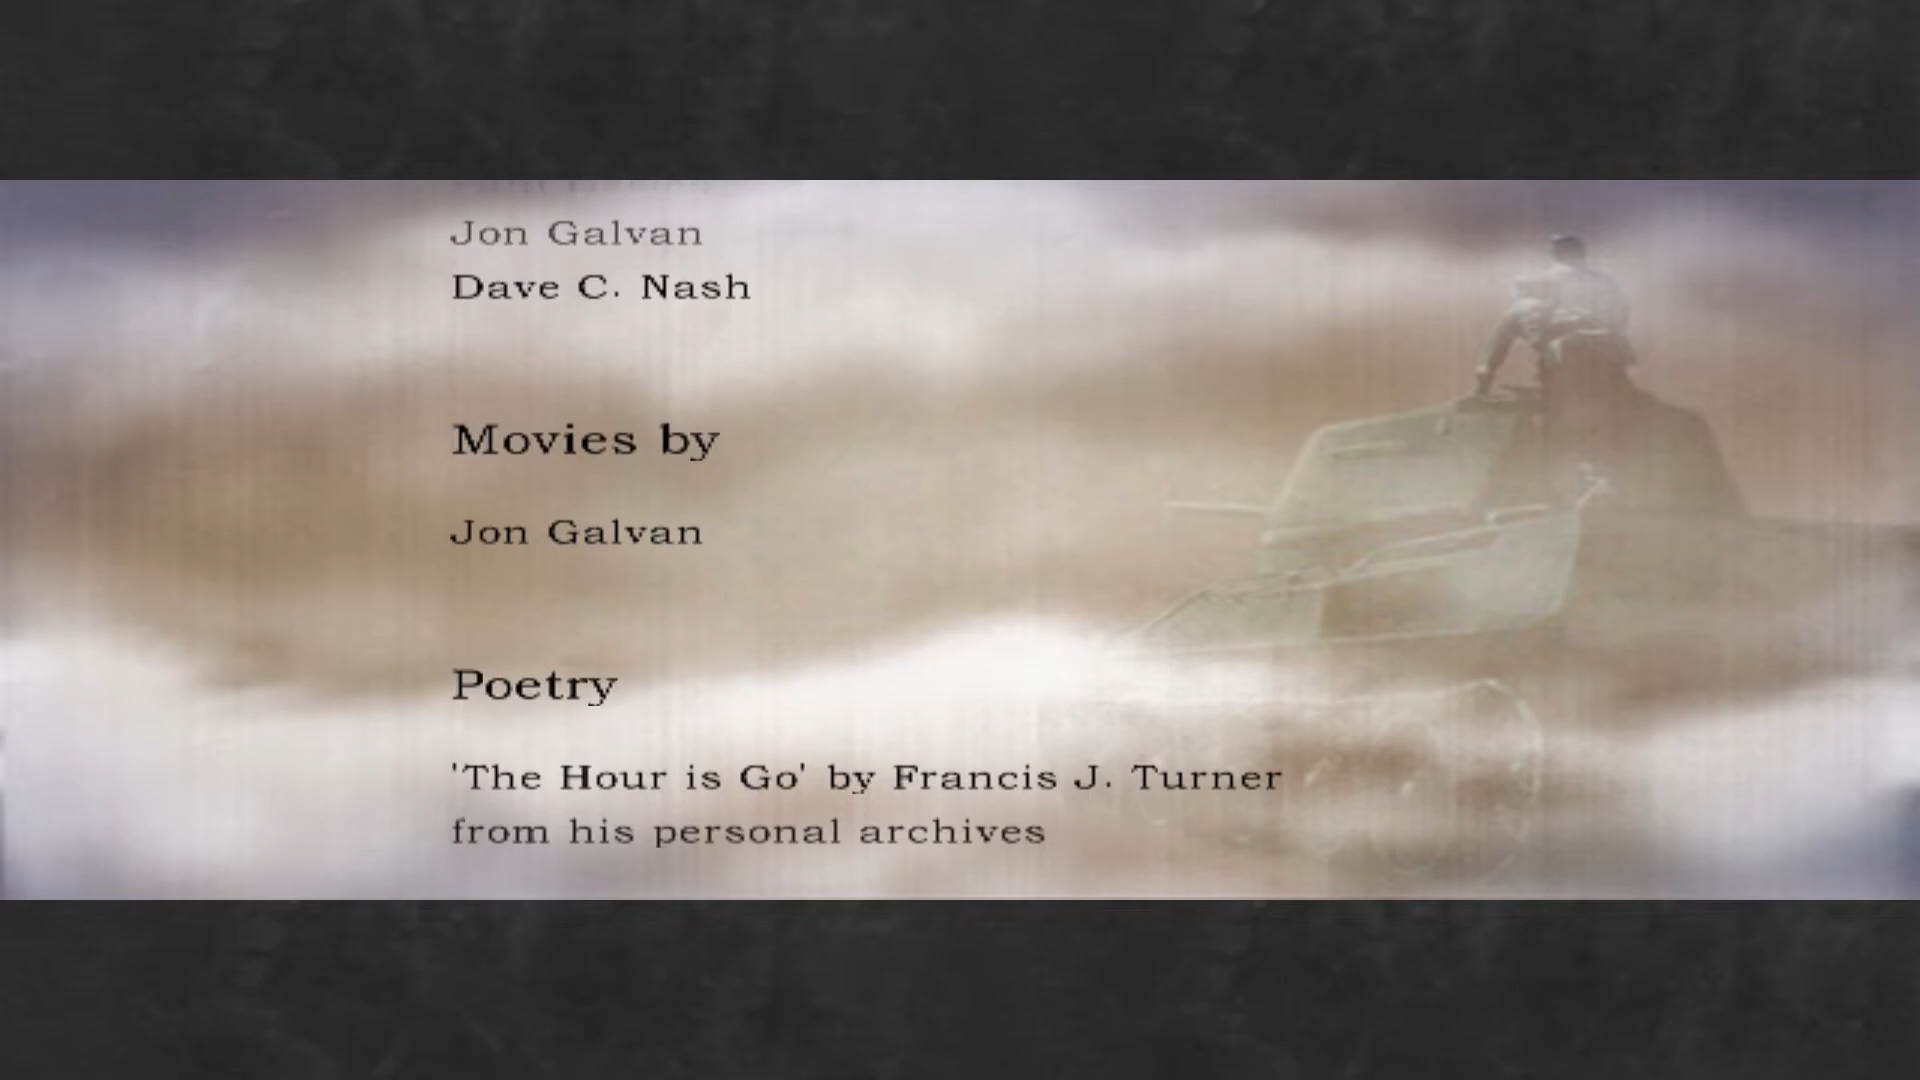 Jon Galvan
Dave C. Nash
Movies by
Jon Galvan
Poetry
'The Hour is Go' by Francis J. Turner
from his personal archives